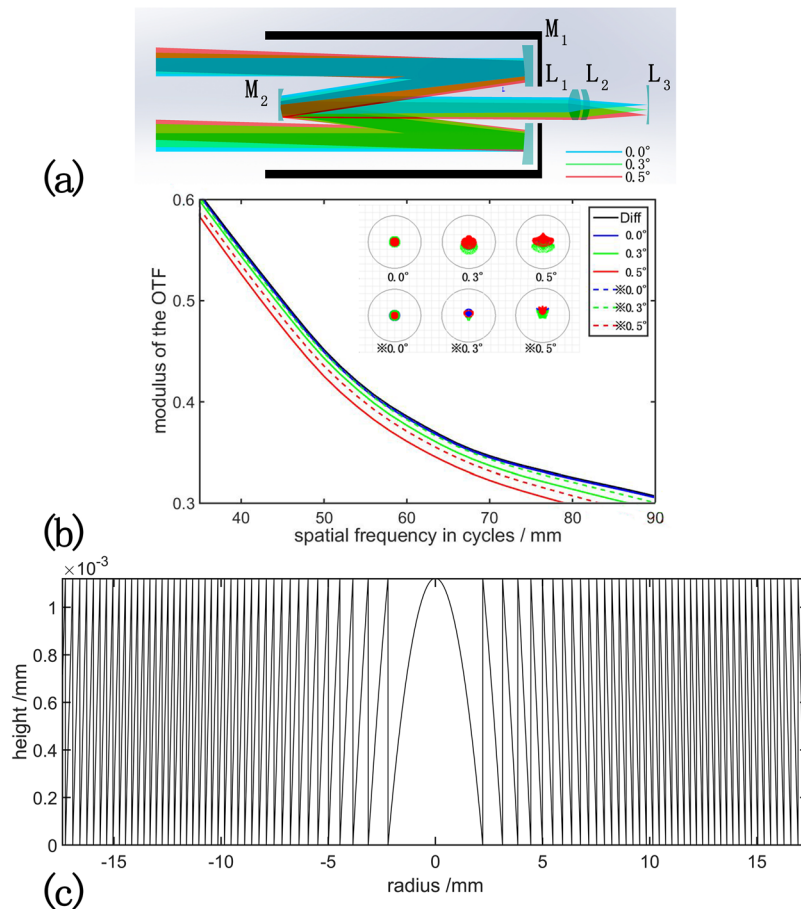 M₁
M₂
L₁ L₂ L₃
0.0°
0.3°
0.5°
(a)
0.6
0.5
0.4
0.3
modulus of the OTF
40 50 60 70 80 90
spatial frequency in cycles / mm
0.0° 0.3° 0.5°
※0.0° ※0.3° ※0.5°
Diff
0.0°
0.3°
0.5°
※0.0°
※0.3°
※0.5°
(b)
×10⁻³
1
0.8
0.6
0.4
0.2
0
height /mm
-15 -10 -5 0 5 10 15
radius /mm
(c)